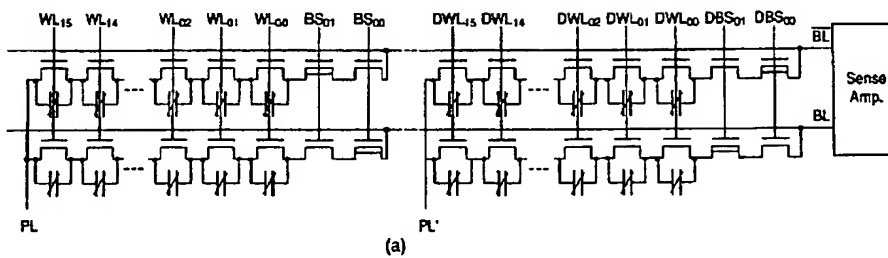 WL15 WL14 WL02 WL01 WL00 BS01 BS00 DWL15 DWL14 DWL02 DWL01 DWL00 DBS01 DBS00
BL
Sense
Amp.
BL
PL PL'
(a)